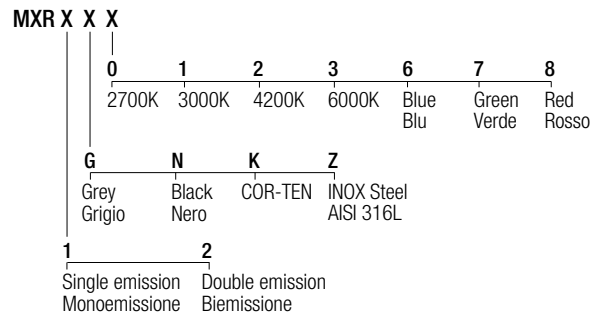 MXR X X X
0 1 2 3 6 7 8
2700K 3000K 4200K 6000K Blue Green Red
Blu Verde Rosso
G N K Z
Grey Black COR-TEN INOX Steel
Grigio Nero AISI 316L
1 2
Single emission Double emission
Monoemissione Biemissione